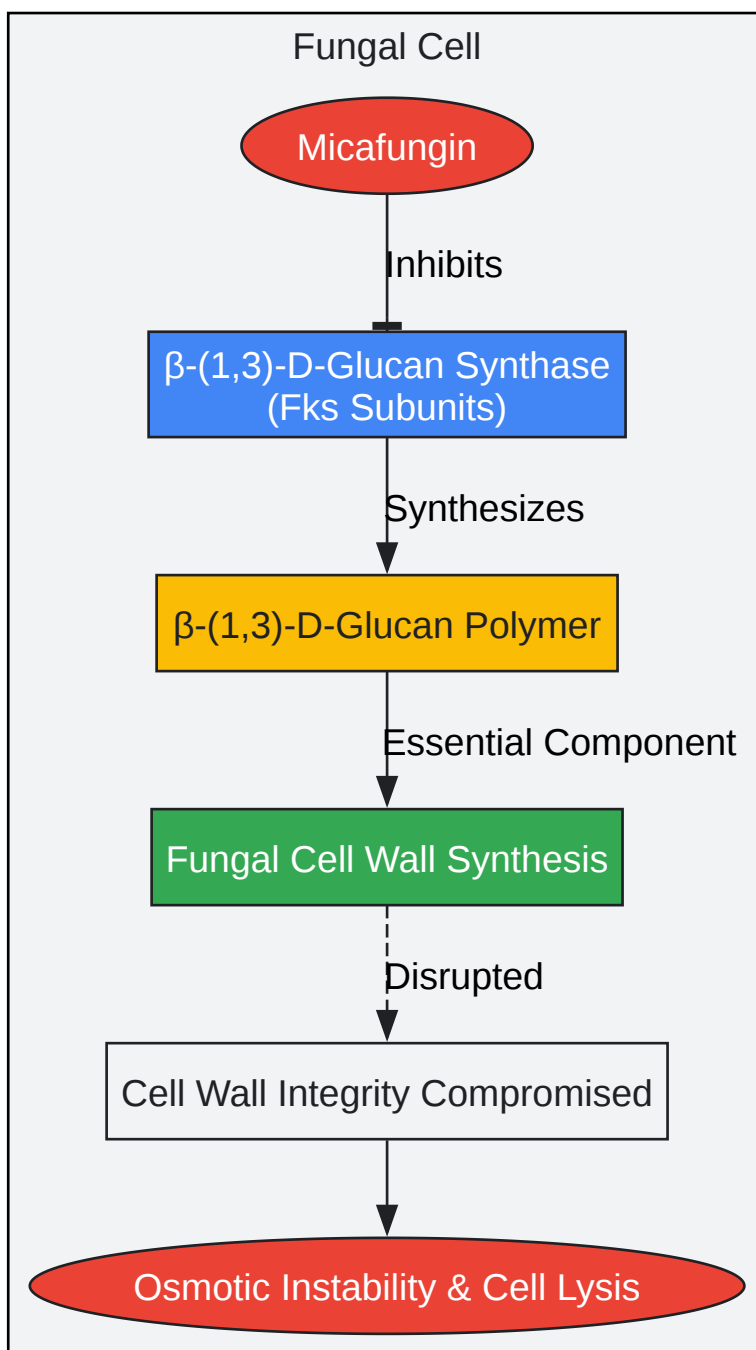 Fungal Cell
Micafungin
Inhibits
β-(1,3)-D-Glucan Synthase
(Fks Subunits)
Synthesizes
β-(1,3)-D-Glucan Polymer
Essential Component
Fungal Cell Wall Synthesis
Disrupted
Cell Wall Integrity Compromised
Osmotic Instability & Cell Lysis